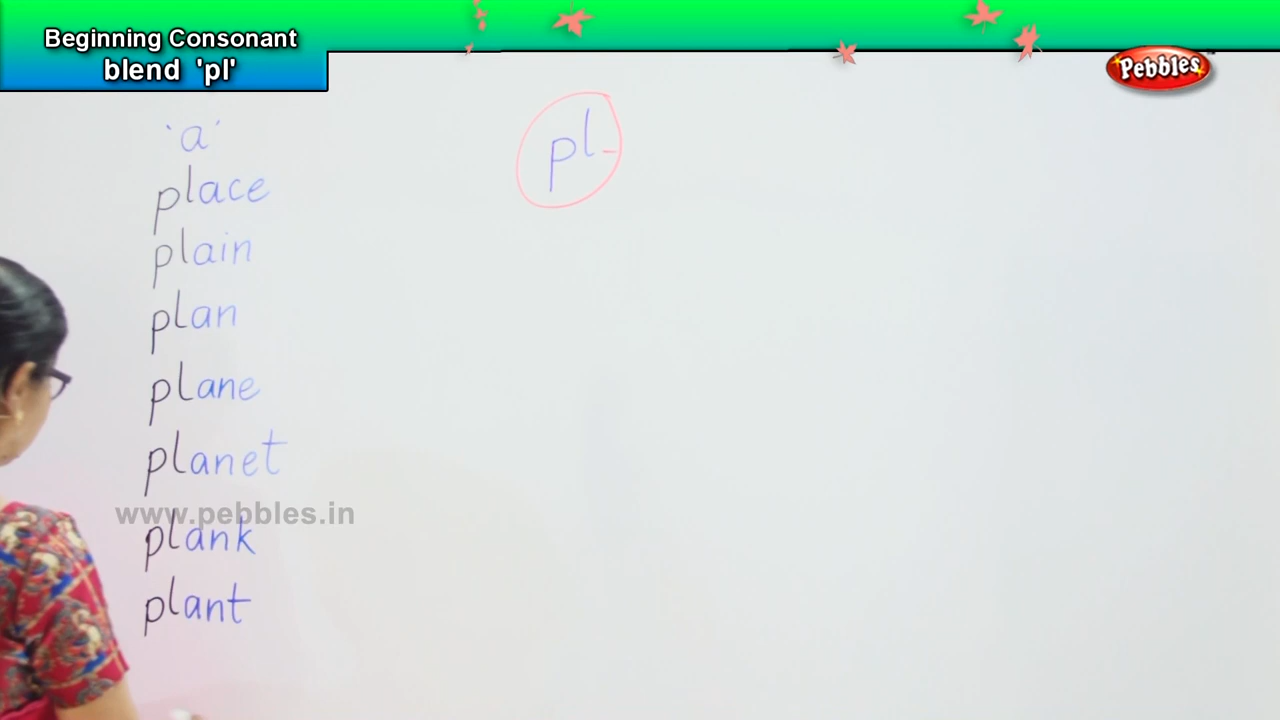 Beginning Consonant
blend 'pl'
Pebbles
pl-
'a'
place
plain
plan
plane
planet
www.pebbles.in
plank
plant